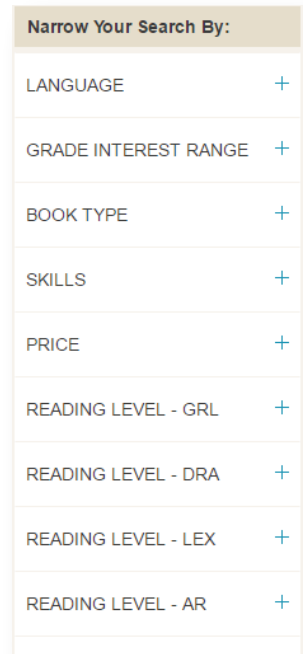 Narrow Your Search By:
LANGUAGE +
GRADE INTEREST RANGE +
BOOK TYPE +
SKILLS +
PRICE +
READING LEVEL - GRL +
READING LEVEL - DRA +
READING LEVEL - LEX +
READING LEVEL - AR +